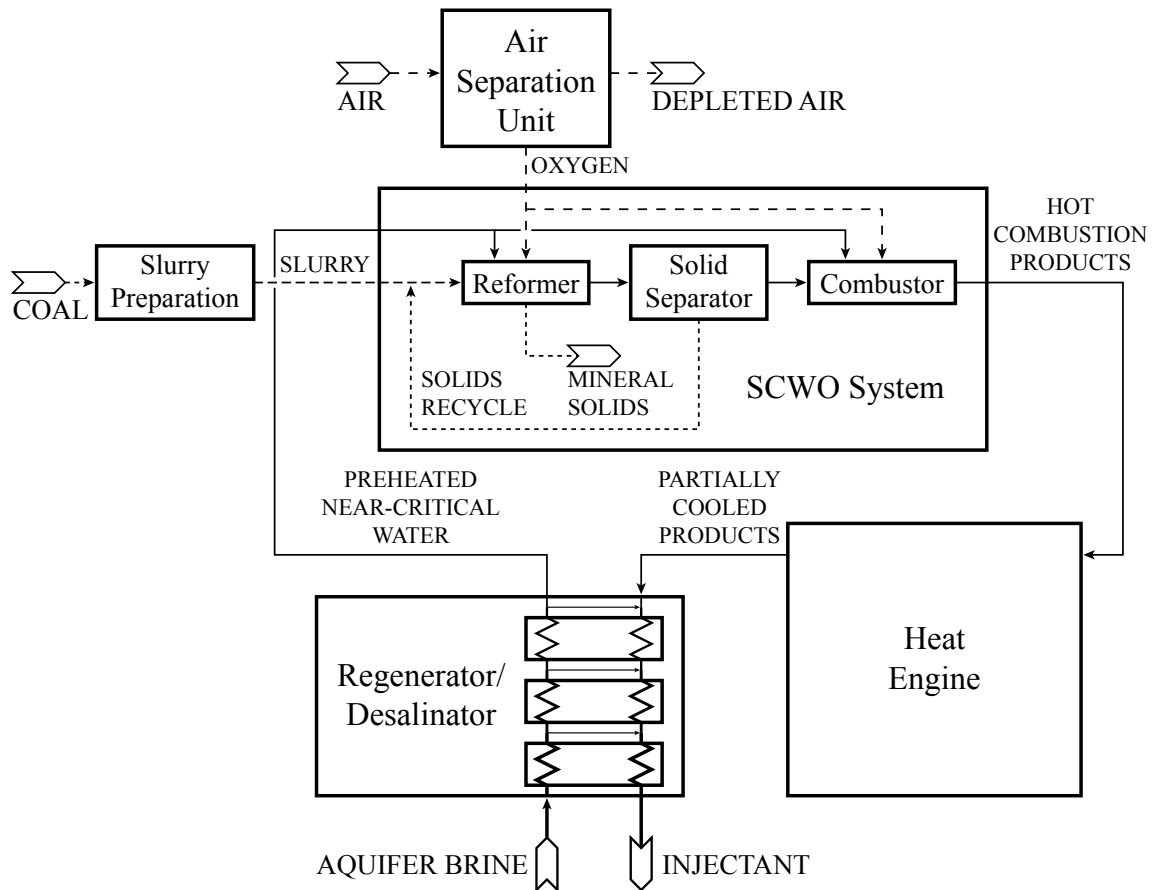 Air
Separation
Unit
AIR
DEPLETED AIR
OXYGEN
HOT
COMBUSTION
PRODUCTS
Slurry
Preparation
SLURRY
COAL
Reformer
Solid
Separator
Combustor
SOLIDS
RECYCLE
MINERAL
SOLIDS
SCWO System
PREHEATED
NEAR-CRITICAL
WATER
PARTIALLY
COOLED
PRODUCTS
Regenerator/
Desalinator
Heat
Engine
AQUIFER BRINE
INJECTANT